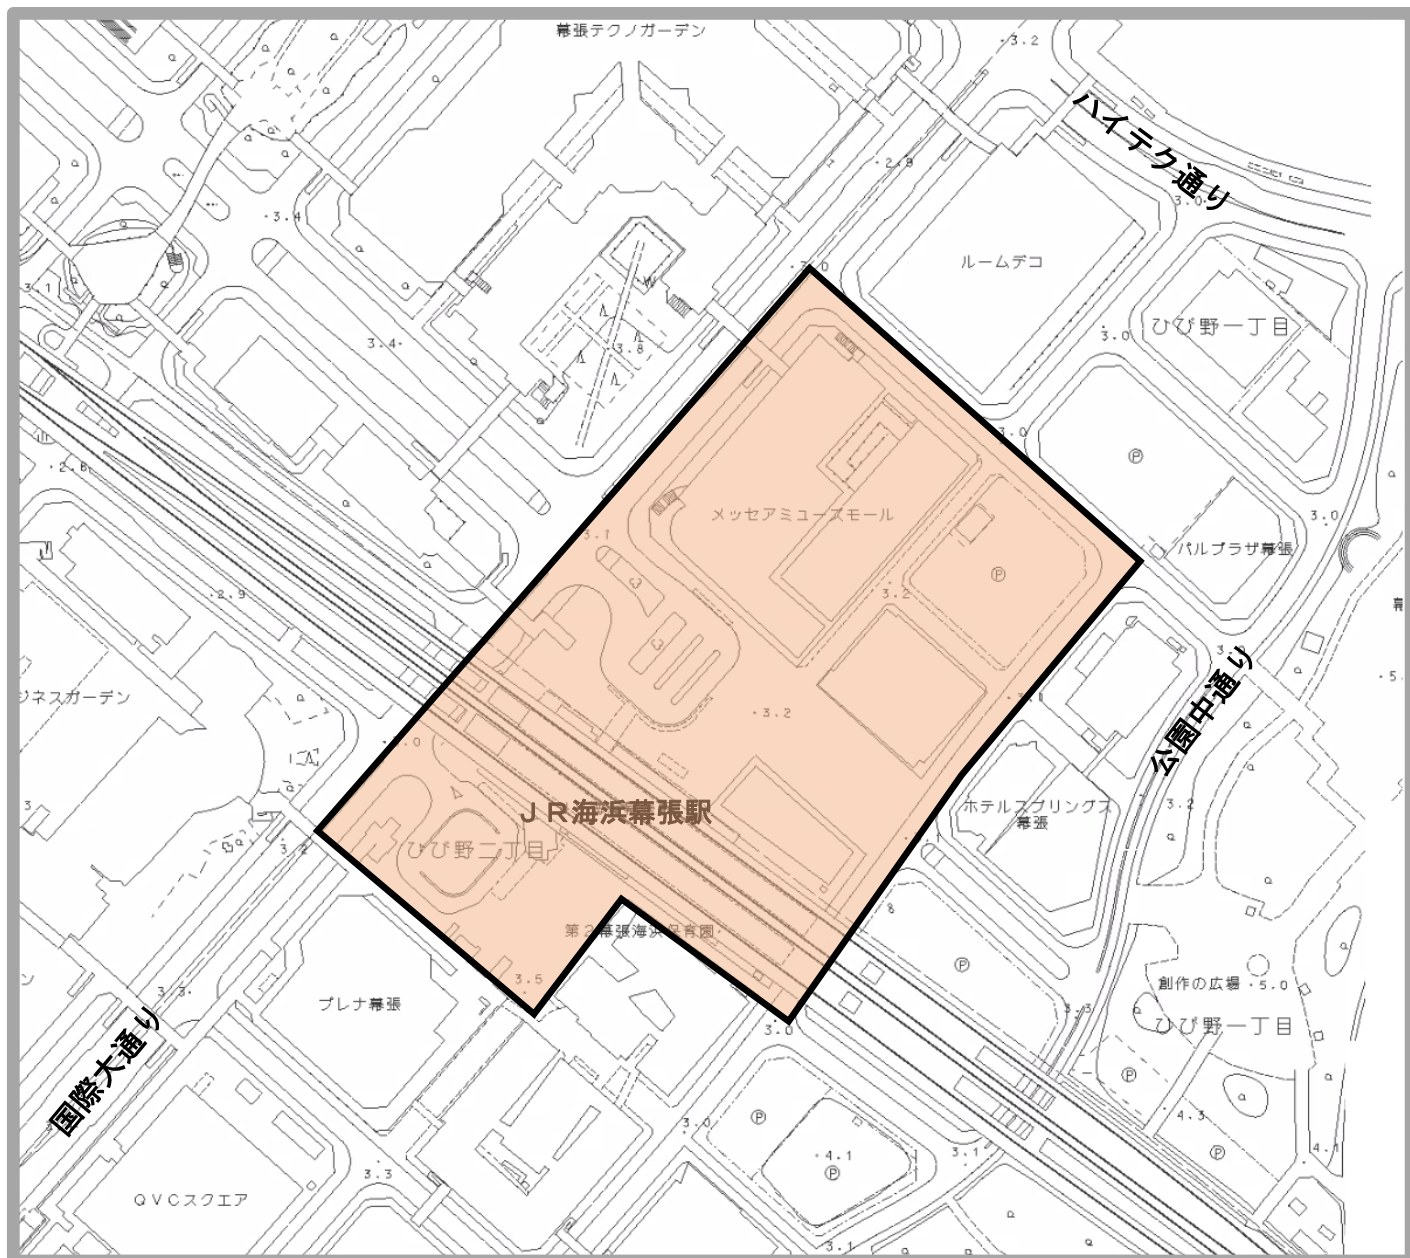 幕張テクノガーデン
・3.2
ハイテク通り
・2.9
3.0
・3.4
ルームデコ
3.1
3.0
ひび野一丁目
3.4・
3.8
3.0
・2.6
メッセアミューズモール
3.0
3.1
パルプラザ幕張
・2.9
3.2
公園中通り
ジネスガーデン
・3.2
・5.
JR海浜幕張駅
ホテルスプリングス
幕張
3.2
3.2
ひび野二丁目
第2幕張海浜保育園
3.5
3.3・
プレナ幕張
創作の広場・5.0
3.3
ひび野一丁目
3.0
国際大通り
3.0
4.3
・4.1
3.1
4.1
3.3
QVCスクエア
3.1